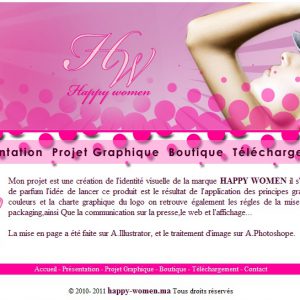 HW
Happy women
ntation Projet Graphique Boutique Télécharge
Mon projet est une création de l'identité visuelle de la marque HAPPY WOMEN il s'
de parfum l'idée de lancer ce produit est le résultat de l'application des principes gra
couleurs et la charte graphique du logo on retrouve également les régles de la mise
packaging,ainsi Que la communication sur la presse,le web et l'affichage...
La mise en page a été faite sur A.Illustrator, et le traitement d'image sur A.Photoshop.
Accueil - Présentation - Projet Graphique - Boutique - Téléchargement - Contact
© 2010- 2011 happy-women.ma Tous droits réservés